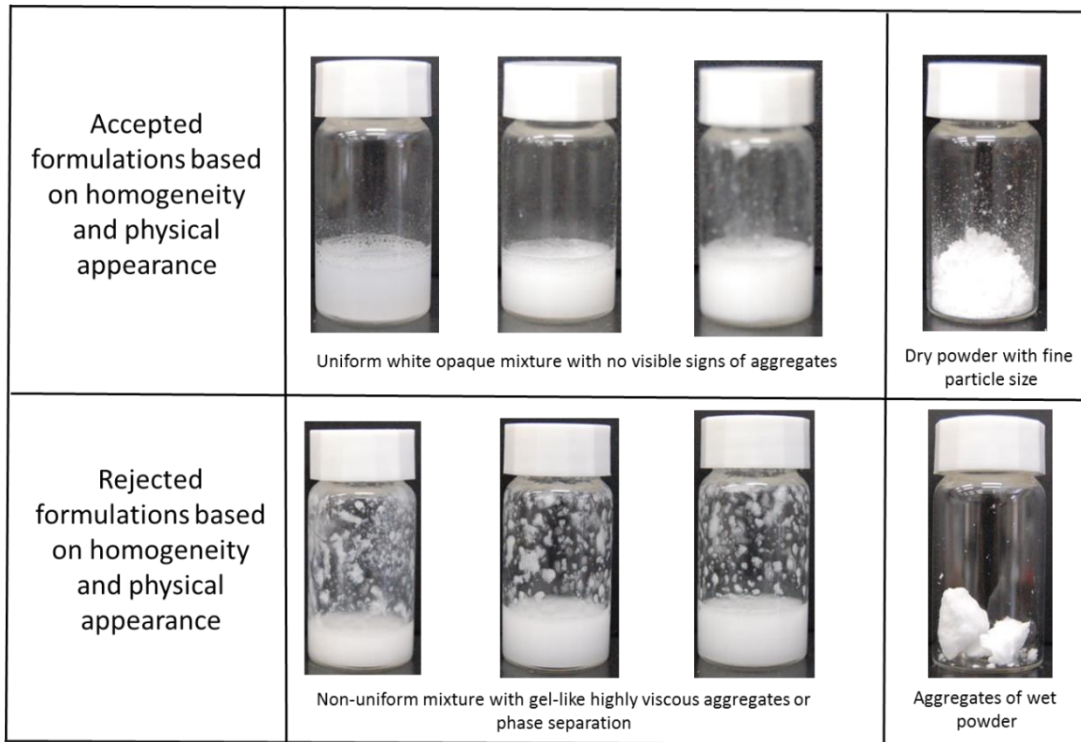 Accepted
formulations based
on homogeneity
and physical
appearance
Uniform white opaque mixture with no visible signs of aggregates
Dry powder with fine
particle size
Rejected
formulations based
on homogeneity
and physical
appearance
Non-uniform mixture with gel-like highly viscous aggregates or
phase separation
Aggregates of wet
powder